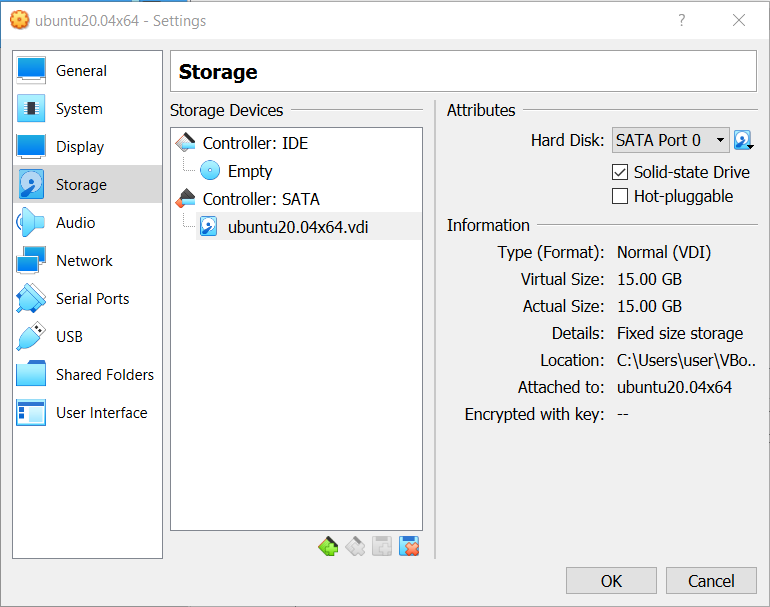 ubuntu20.04x64 - Settings
?
General
System
Display
Storage
Audio
Network
Serial Ports
USB
Shared Folders
User Interface
Storage
Storage Devices
Controller: IDE
Empty
Controller: SATA
ubuntu20.04x64.vdi
Attributes
Hard Disk: SATA Port 0
Solid-state Drive
Hot-pluggable
Information
Type (Format): Normal (VDI)
Virtual Size: 15.00 GB
Actual Size: 15.00 GB
Details: Fixed size storage
Location: C:\Users\user\VBo..
Attached to: ubuntu20.04x64
Encrypted with key: --
OK
Cancel